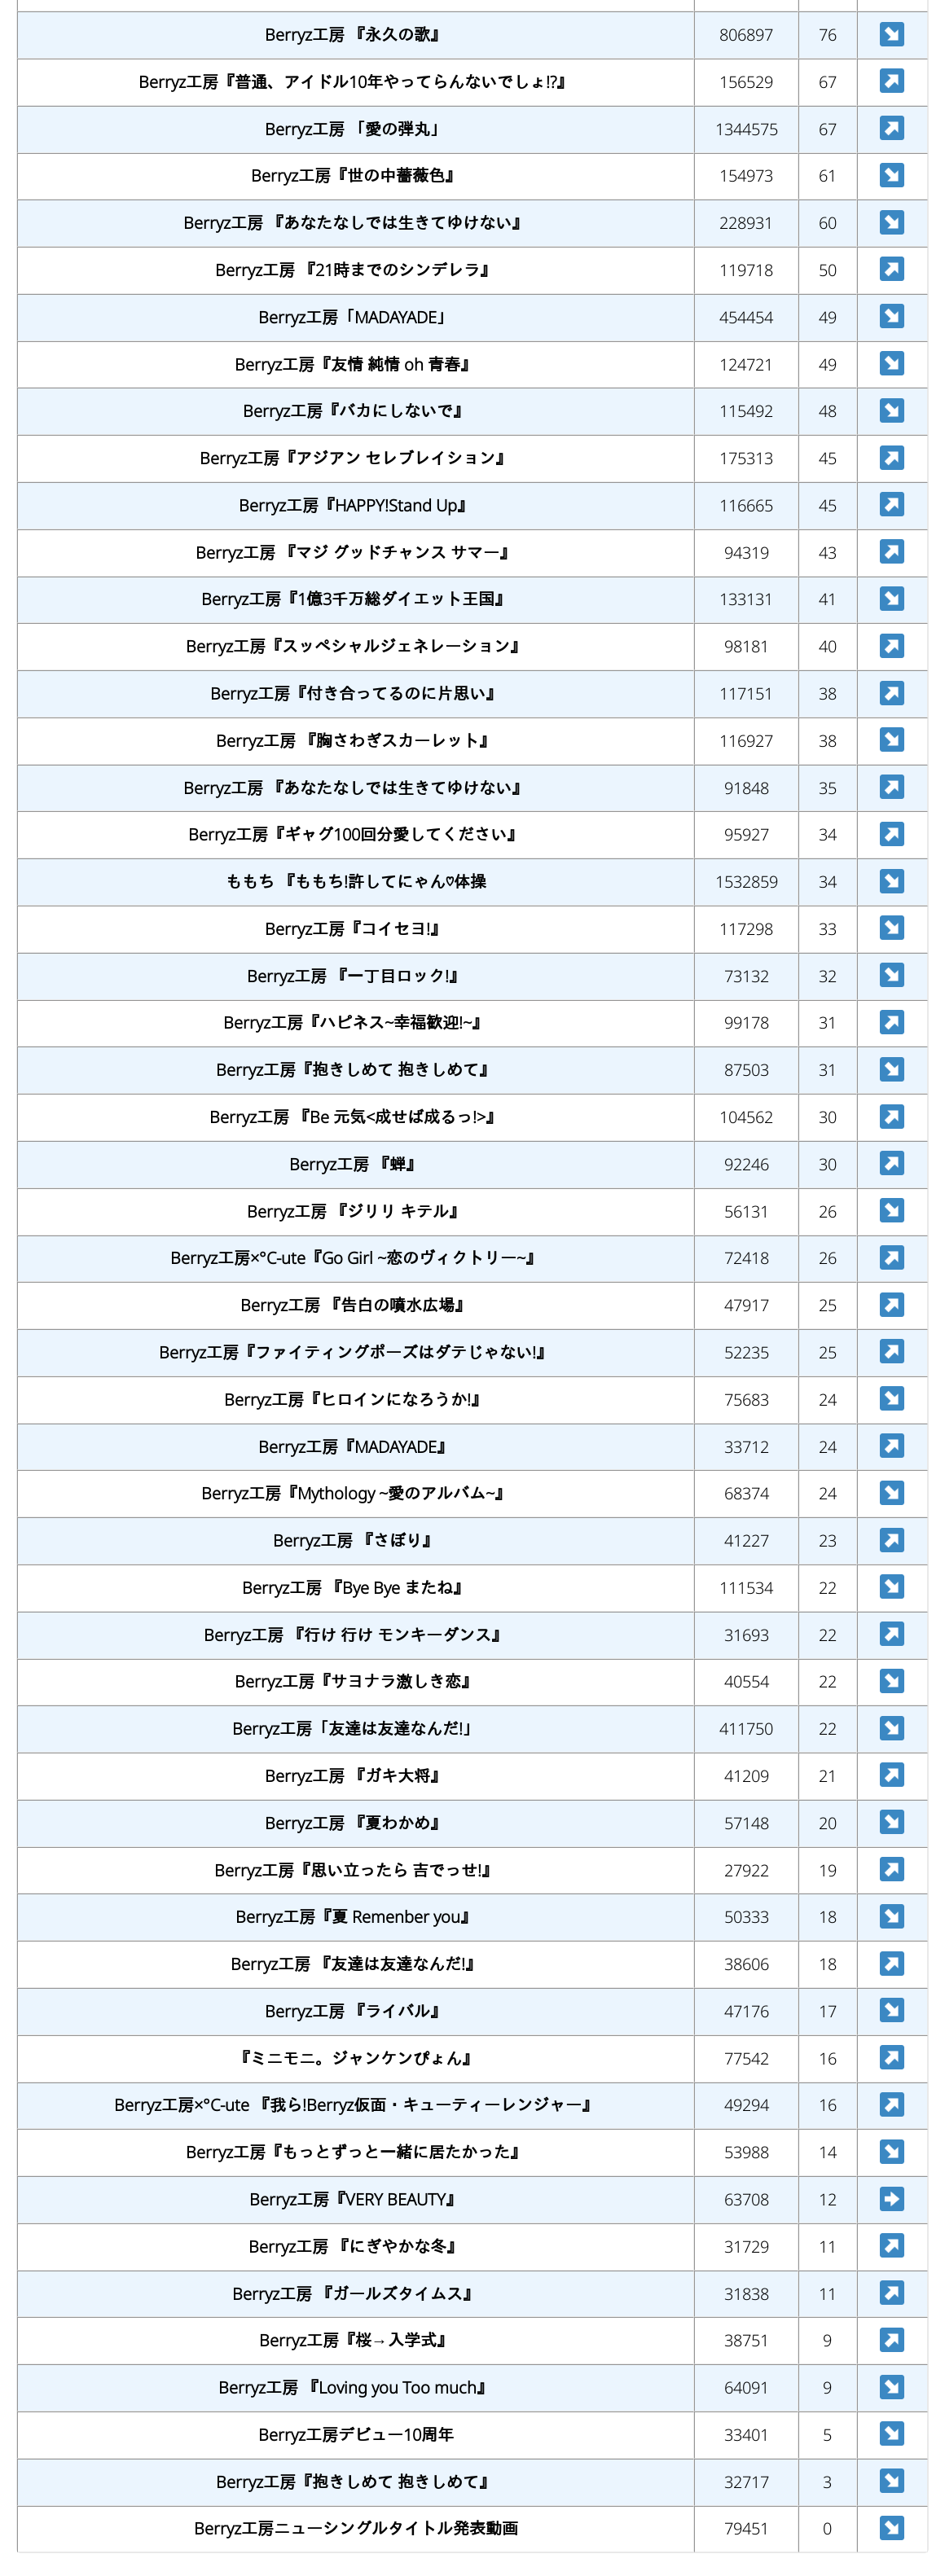 Berryz工房 『永久の歌』 806897 76 ↘
Berryz工房『普通、アイドル10年やってらんないでしょ!?』 156529 67 ↗
Berryz工房 「愛の弾丸」 1344575 67 ↗
Berryz工房『世の中薔薇色』 154973 61 ↘
Berryz工房 『あなたなしでは生きてゆけない』 228931 60 ↘
Berryz工房 『21時までのシンデレラ』 119718 50 ↗
Berryz工房「MADAYADE」 454454 49 ↘
Berryz工房『友情 純情 oh 青春』 124721 49 ↘
Berryz工房『バカにしないで』 115492 48 ↘
Berryz工房『アジアン セレブレイション』 175313 45 ↗
Berryz工房『HAPPY!Stand Up』 116665 45 ↗
Berryz工房 『マジ グッドチャンス サマー』 94319 43 ↗
Berryz工房『1億3千万総ダイエット王国』 133131 41 ↘
Berryz工房『スッペシャルジェネレーション』 98181 40 ↗
Berryz工房『付き合ってるのに片思い』 117151 38 ↗
Berryz工房 『胸さわぎスカーレット』 116927 38 ↘
Berryz工房 『あなたなしでは生きてゆけない』 91848 35 ↗
Berryz工房『ギャグ100回分愛してください』 95927 34 ↗
ももち 『ももち!許してにゃん♡体操 1532859 34 ↘
Berryz工房『コイセヨ!』 117298 33 ↘
Berryz工房 『一丁目ロック!』 73132 32 ↘
Berryz工房『ハピネス~幸福歓迎!~』 99178 31 ↗
Berryz工房『抱きしめて 抱きしめて』 87503 31 ↘
Berryz工房 『Be 元気<成せば成るっ!>』 104562 30 ↗
Berryz工房 『蝉』 92246 30 ↗
Berryz工房 『ジリリ キテル』 56131 26 ↘
Berryz工房×°C-ute『Go Girl ~恋のヴィクトリー~』 72418 26 ↗
Berryz工房 『告白の噴水広場』 47917 25 ↗
Berryz工房『ファイティングポーズはダテじゃない!』 52235 25 ↗
Berryz工房『ヒロインになろうか!』 75683 24 ↘
Berryz工房『MADAYADE』 33712 24 ↗
Berryz工房『Mythology ~愛のアルバム~』 68374 24 ↘
Berryz工房 『さぼり』 41227 23 ↗
Berryz工房 『Bye Bye またね』 111534 22 ↘
Berryz工房 『行け 行け モンキーダンス』 31693 22 ↗
Berryz工房『サヨナラ激しき恋』 40554 22 ↘
Berryz工房「友達は友達なんだ!」 411750 22 ↘
Berryz工房 『ガキ大将』 41209 21 ↗
Berryz工房 『夏わかめ』 57148 20 ↘
Berryz工房『思い立ったら 吉でっせ!』 27922 19 ↗
Berryz工房『夏 Remenber you』 50333 18 ↘
Berryz工房 『友達は友達なんだ!』 38606 18 ↗
Berryz工房 『ライバル』 47176 17 ↘
『ミニモニ。ジャンケンぴょん』 77542 16 ↗
Berryz工房×°C-ute 『我ら!Berryz仮面・キューティーレンジャー』 49294 16 ↗
Berryz工房『もっとずっと一緒に居たかった』 53988 14 ↘
Berryz工房『VERY BEAUTY』 63708 12 →
Berryz工房 『にぎやかな冬』 31729 11 ↗
Berryz工房 『ガールズタイムス』 31838 11 ↗
Berryz工房『桜→入学式』 38751 9 ↗
Berryz工房 『Loving you Too much』 64091 9 ↘
Berryz工房デビュー10周年 33401 5 ↘
Berryz工房『抱きしめて 抱きしめて』 32717 3 ↘
Berryz工房ニューシングルタイトル発表動画 79451 0 ↘